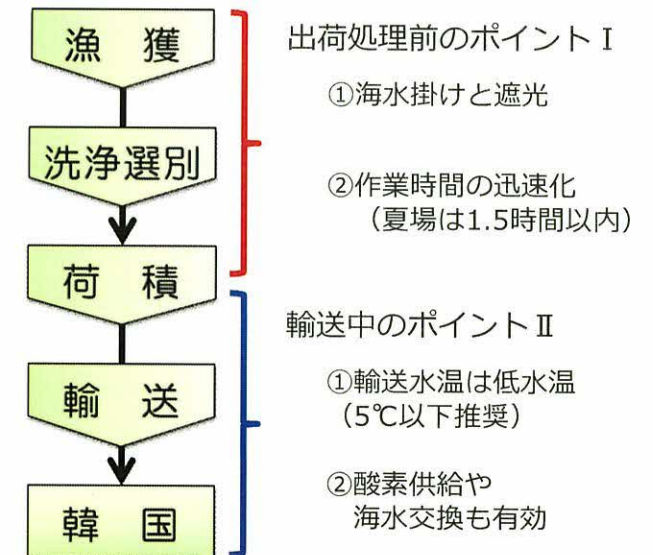 漁　獲
洗浄選別
荷　積
輸　送
韓　国
出荷処理前のポイントⅠ
①海水掛けと遮光
②作業時間の迅速化
（夏場は1.5時間以内）
輸送中のポイントⅡ
①輸送水温は低水温
（5℃以下推奨）
②酸素供給や
海水交換も有効